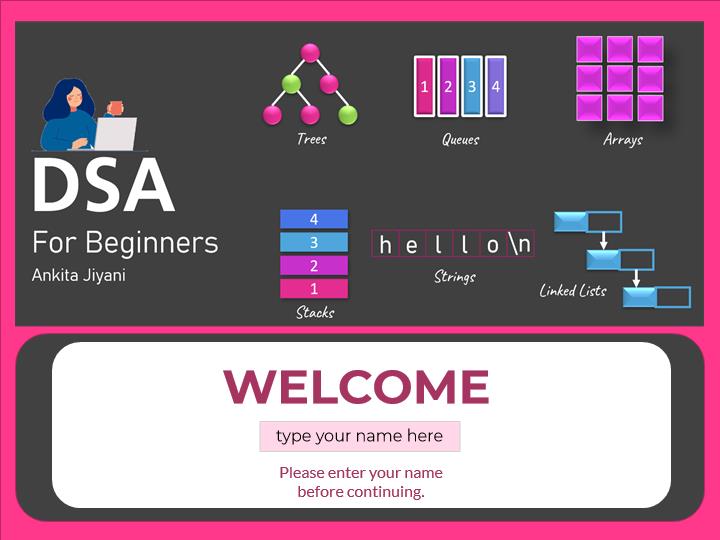 DSA
For Beginners
Ankita Jiyani
Trees
1 2 3 4
Queues
Arrays
4
3
2
1
Stacks
h e l l o \n
Strings
Linked Lists
WELCOME
type your name here
Please enter your name
before continuing.